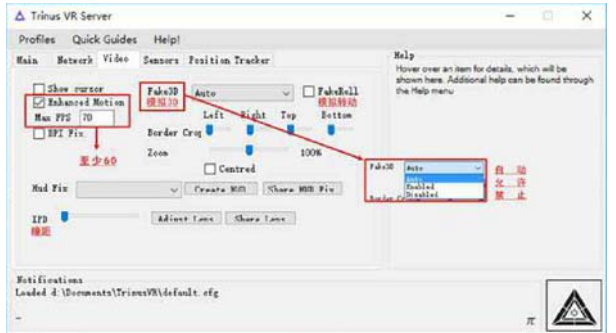 Trinus VR Server
Profiles Quick Guides Help!
Main Network Video Sensors Position Tracker
Help
Hover over an item for details, which will be
shown here. Additional help can be found through
the Help menu
Show cursor
Enhanced Motion
Max FPS 70
DPI Fix
至少60
Fake3D Auto
模拟3D
FakeRoll
模拟转动
Left Right Top Bottom
Border Crop
Zoom 100%
Centred
Hud Fix Create HUD Share HUD Fix
IPD
瞳距
Adjust Lens Share Lens
Fake3D Auto 自动
Auto
Enabled 允许
Disabled 禁止
Border Cr
Notifications
Loaded d:\Documents\TrinusVR\default.cfg
π